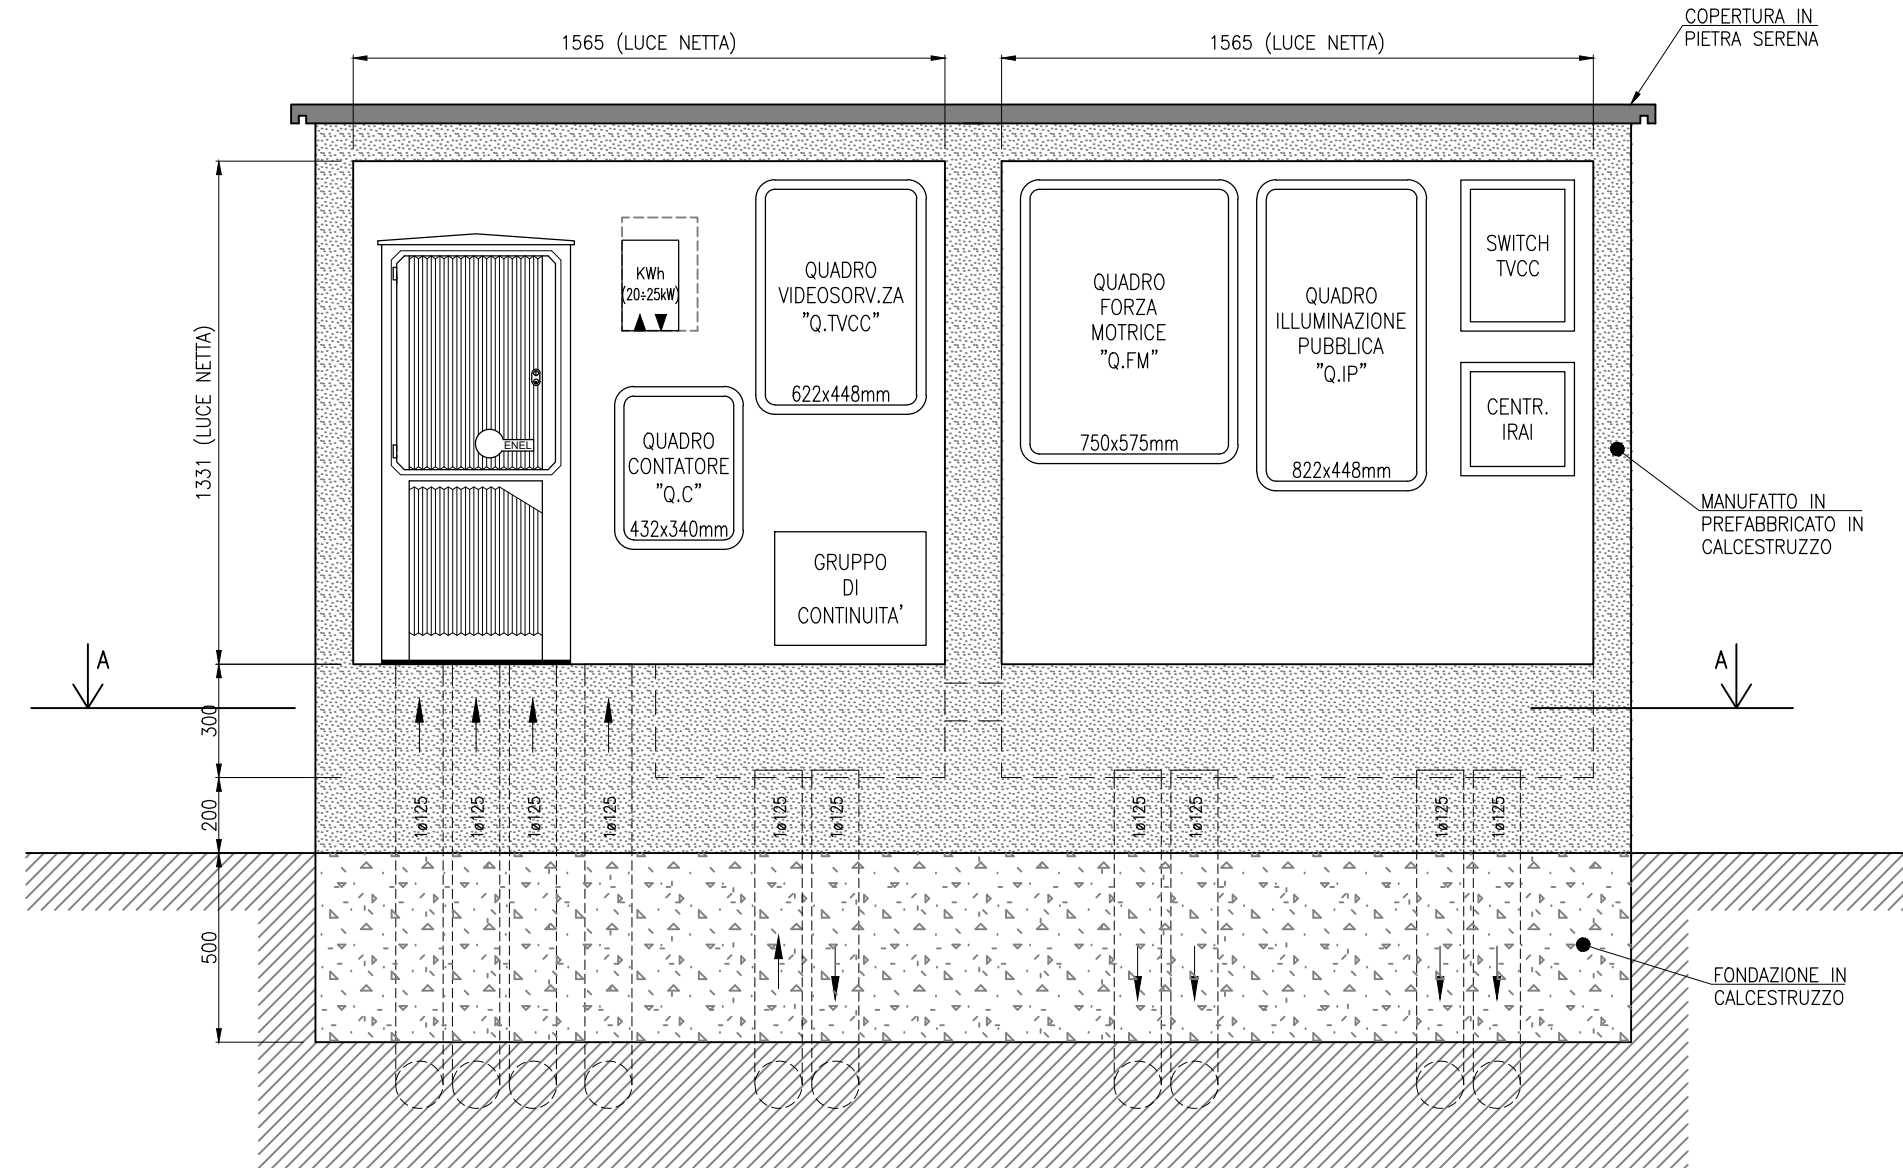 COPERTURA IN
PIETRA SERENA
1565 (LUCE NETTA)
1565 (LUCE NETTA)
1331 (LUCE NETTA)
KWh
(20÷25kW)
QUADRO
VIDEOSORV.ZA
"Q.TVCC"
622x448mm
ENEL
QUADRO
CONTATORE
"Q.C"
432x340mm
GRUPPO
DI
CONTINUITA'
QUADRO
FORZA
MOTRICE
"Q.FM"
750x575mm
QUADRO
ILLUMINAZIONE
PUBBLICA
"Q.IP"
822x448mm
SWITCH
TVCC
CENTR.
IRAI
MANUFATTO IN
PREFABBRICATO IN
CALCESTRUZZO
A
A
300
200
500
1ø125
1ø125
1ø125
1ø125
1ø125
1ø125
1ø125
1ø125
1ø125
1ø125
FONDAZIONE IN
CALCESTRUZZO